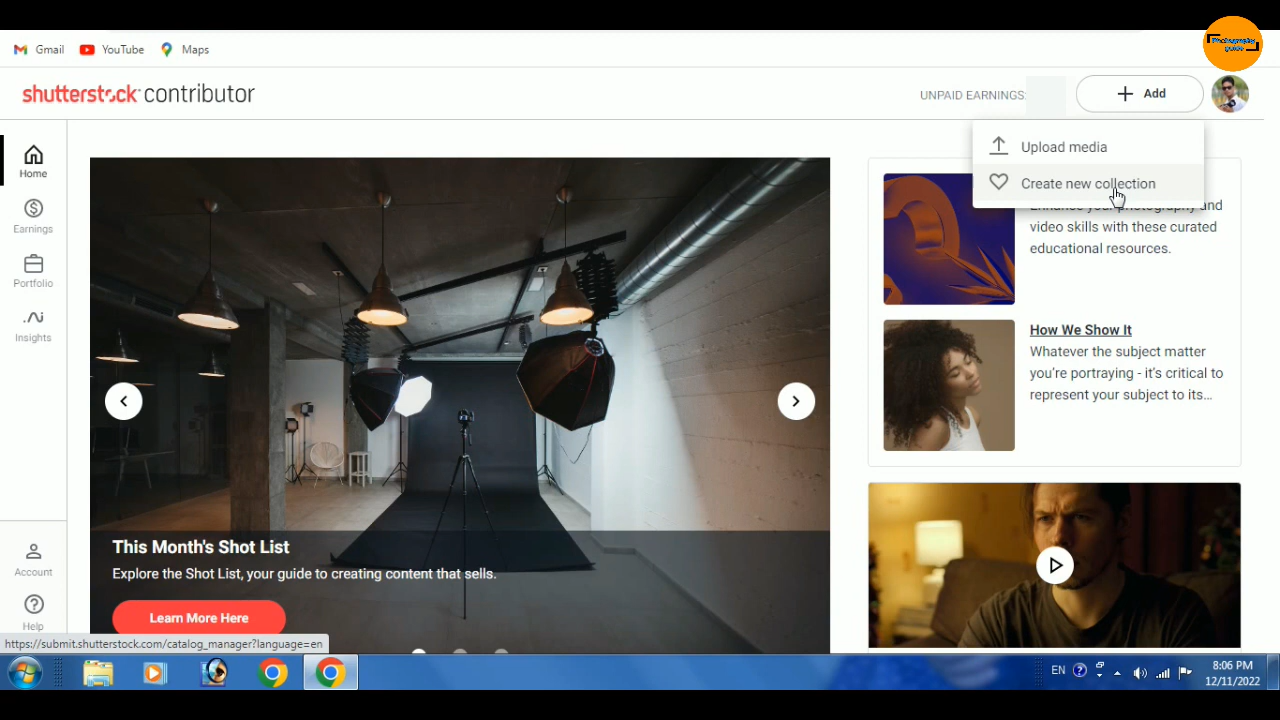 Photography
guide
Gmail
YouTube
Maps
shutterstock contributor
UNPAID EARNINGS:
Add
Upload media
Create new collection
Home
Earnings
Portfolio
Insights
Account
Help
Enhance your photography and
video skills with these curated
educational resources.
How We Show It
Whatever the subject matter
you're portraying - it's critical to
represent your subject to its...
This Month's Shot List
Explore the Shot List, your guide to creating content that sells.
Learn More Here
https://submit.shutterstock.com/catalog_manager?language=en
EN
8:06 PM
12/11/2022